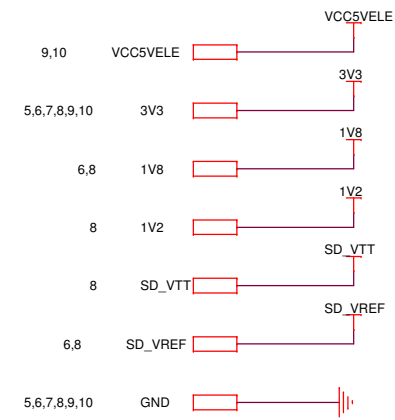 VCC5VELE
9,10 VCC5VELE
3V3
5,6,7,8,9,10 3V3
1V8
6,8 1V8
1V2
8 1V2
SD_VTT
8 SD_VTT
SD_VREF
6,8 SD_VREF
5,6,7,8,9,10 GND